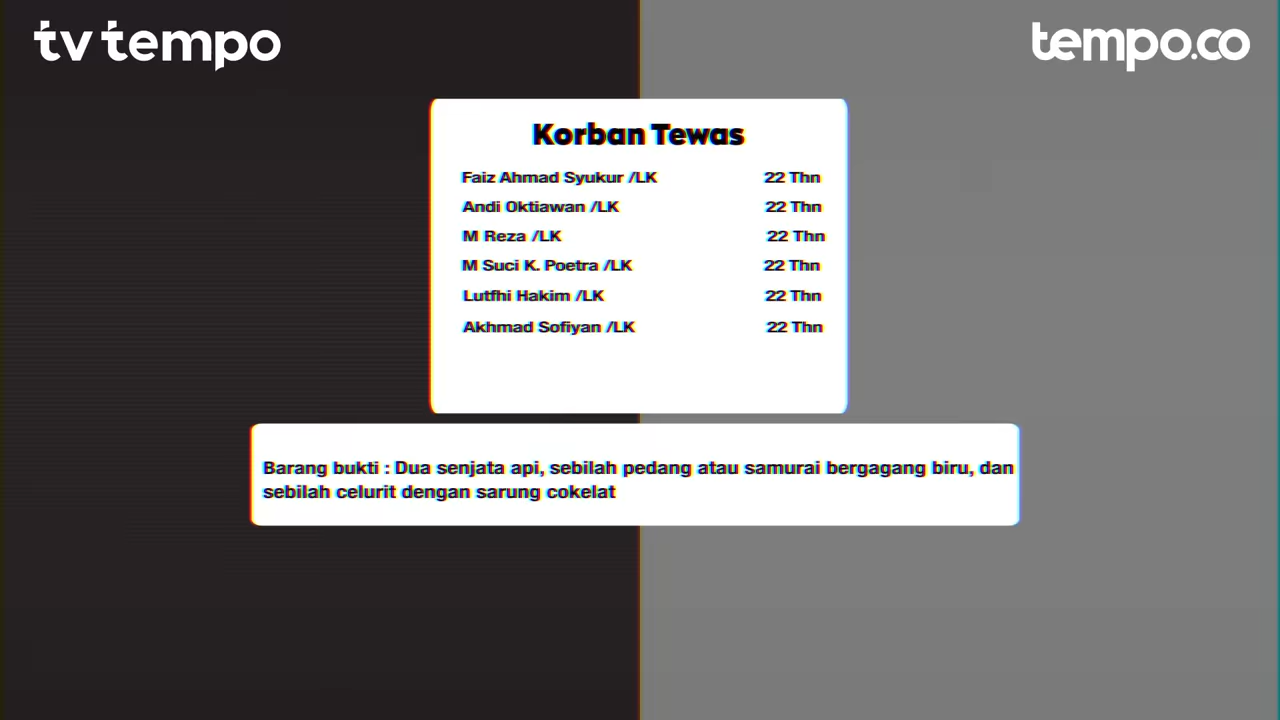 tv tempo
tempo.co
Korban Tewas
Faiz Ahmad Syukur /LK 22 Thn
Andi Oktiawan /LK 22 Thn
M Reza /LK 22 Thn
M Suci K. Poetra /LK 22 Thn
Lutfhi Hakim /LK 22 Thn
Akhmad Sofiyan /LK 22 Thn
Barang bukti : Dua senjata api, sebilah pedang atau samurai bergagang biru, dan
sebilah celurit dengan sarung cokelat